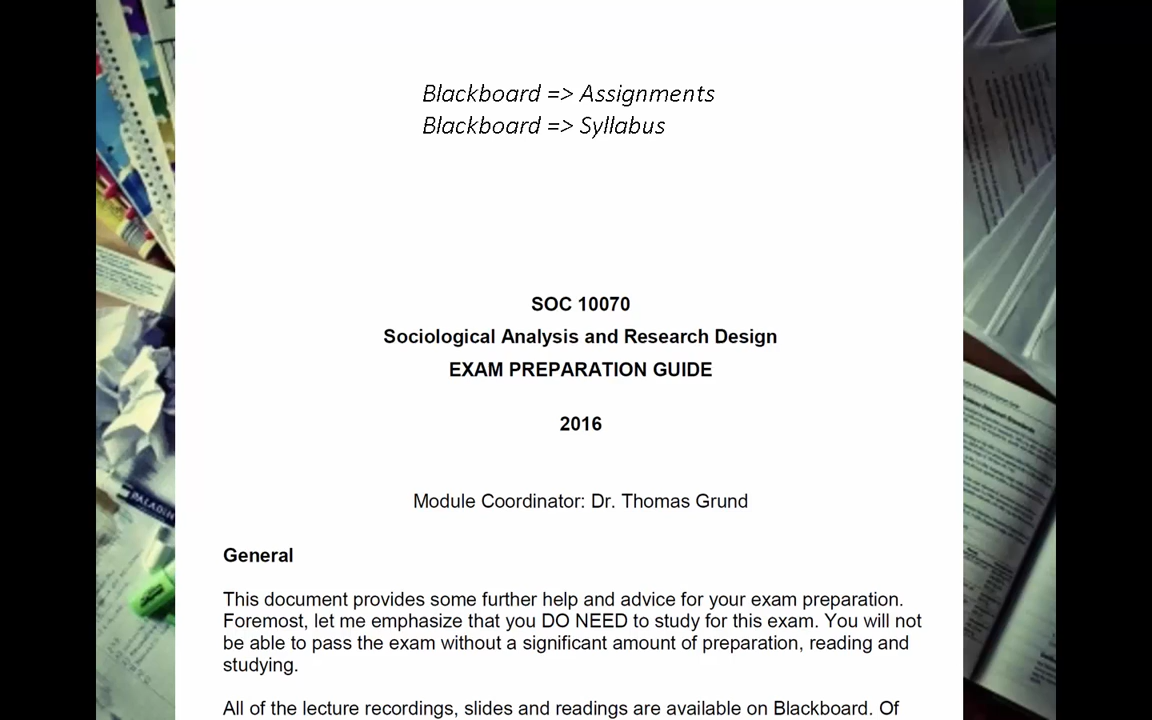 Blackboard => Assignments
Blackboard => Syllabus
SOC 10070
Sociological Analysis and Research Design
EXAM PREPARATION GUIDE
2016
Module Coordinator: Dr. Thomas Grund
General
This document provides some further help and advice for your exam preparation.
Foremost, let me emphasize that you DO NEED to study for this exam. You will not
be able to pass the exam without a significant amount of preparation, reading and
studying.
All of the lecture recordings, slides and readings are available on Blackboard. Of
PALADIN